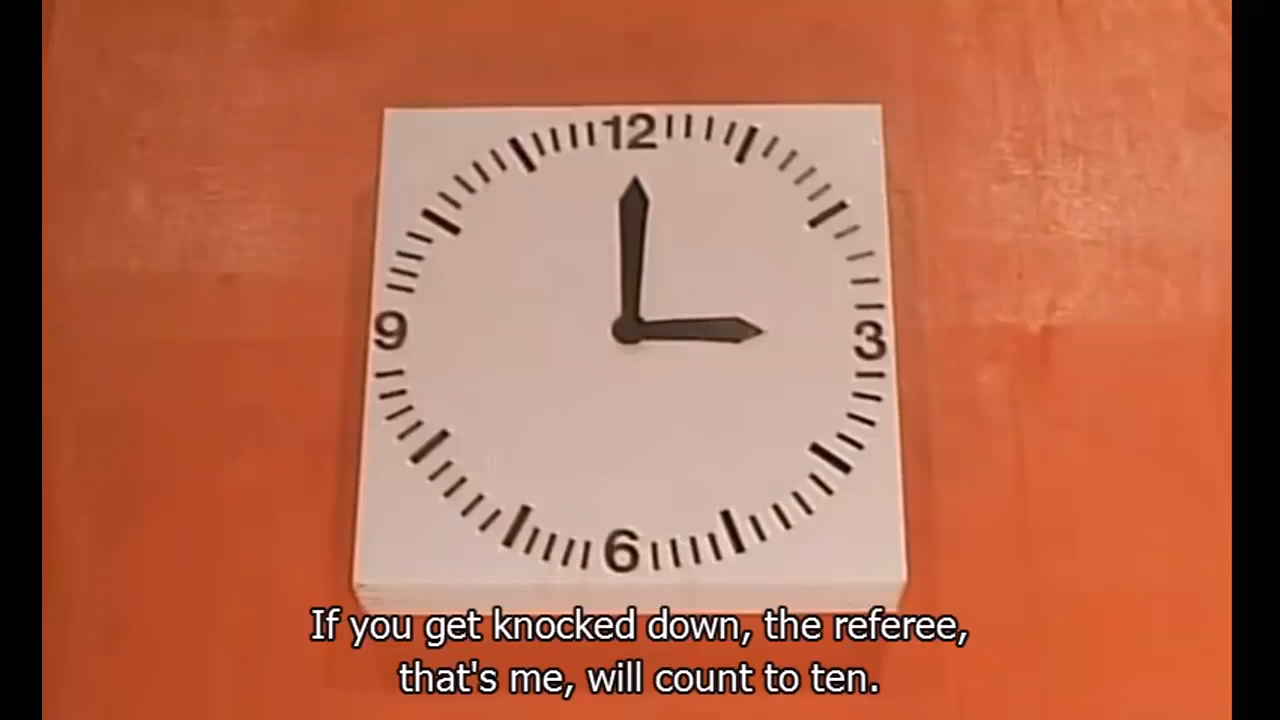 12
9
3
6
If you get knocked down, the referee,
that's me, will count to ten.